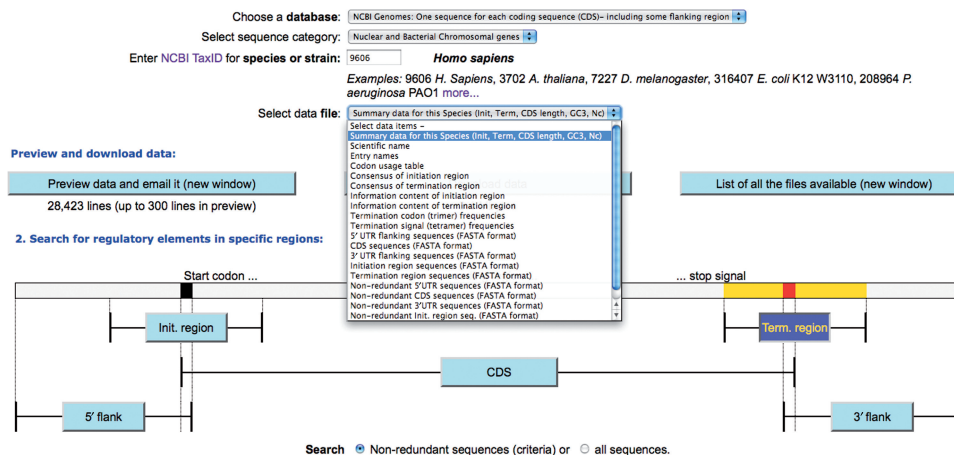 Choose a database: NCBI Genomes: One sequence for each coding sequence (CDS)- including some flanking region
Select sequence category: Nuclear and Bacterial Chromosomal genes
Enter NCBI TaxID for species or strain: 9606 Homo sapiens
Examples: 9606 H. Sapiens, 3702 A. thaliana, 7227 D. melanogaster, 316407 E. coli K12 W3110, 208964 P.
aeruginosa PAO1 more...
Select data file: Summary data for this Species (Init, Term, CDS length, GC3, Nc)
Select data items -
Summary data for this Species (Init, Term, CDS length, GC3, Nc)
Scientific name
Entry names
Codon usage table
Consensus of initiation region
Consensus of termination region
Information content of initiation region
Information content of termination region
Termination codon (trimer) frequencies
Termination signal (tetramer) frequencies
5' UTR flanking sequences (FASTA format)
CDS sequences (FASTA format)
3' UTR flanking sequences (FASTA format)
Initiation region sequences (FASTA format)
Termination region sequences (FASTA format)
Non-redundant 5'UTR sequences (FASTA format)
Non-redundant CDS sequences (FASTA format)
Non-redundant 3'UTR sequences (FASTA format)
Non-redundant Init. region seq. (FASTA format)
Preview and download data:
Preview data and email it (new window)
List of all the files available (new window)
28,423 lines (up to 300 lines in preview)
2. Search for regulatory elements in specific regions:
Start codon ...
... stop signal
Init. region
Term. region
CDS
5' flank
3' flank
Search Non-redundant sequences (criteria) or all sequences.